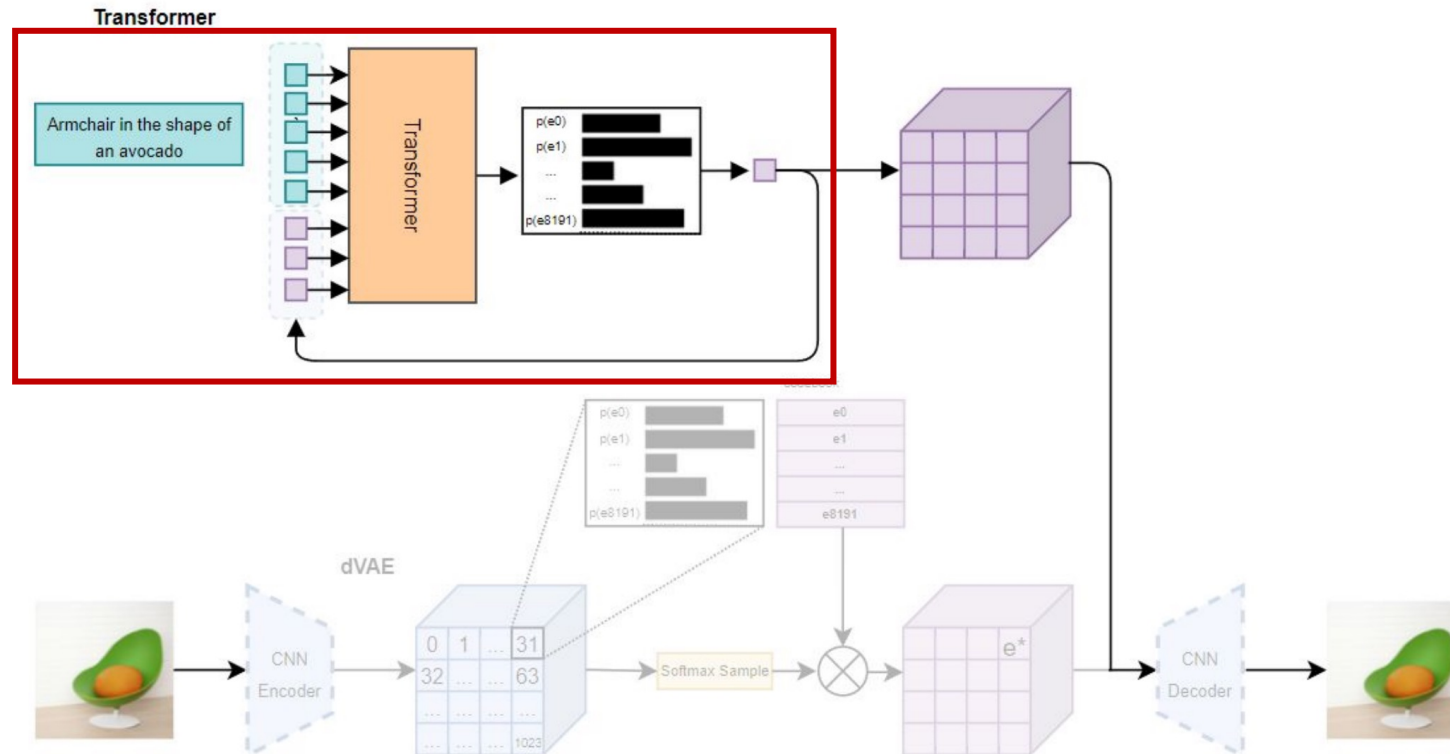 Transformer
Armchair in the shape of
an avocado
Transformer
p(e0)
p(e1)
...
...
p(e8191)
p(e0)
p(e1)
...
...
p(e8191)
e0
e1
...
...
e8191
dVAE
CNN
Encoder
0 1 ... 31
32 ... ... 63
... ... ... ...
... ... ... 1023
Softmax Sample
e*
CNN
Decoder